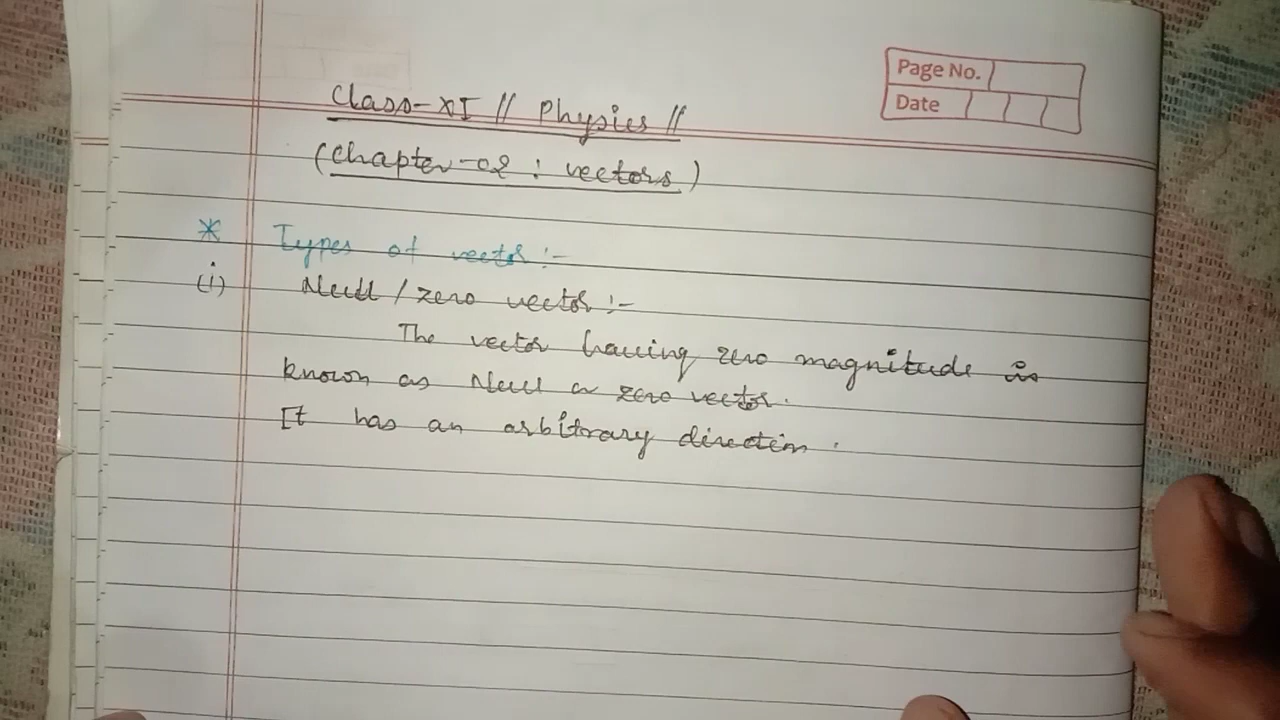 Page No.
Date
Class-XI // Physics //
(Chapter-02 : vectors)
* Types of vector :-
(i) Null / zero vector :-
The vector having zero magnitude is
known as Null or zero vector.
It has an arbitrary direction.